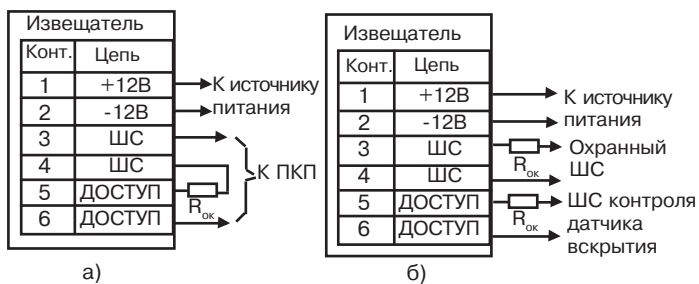 Извещатель
Конт. Цепь
1 +12В К источнику
2 -12В питания
3 ШС
4 ШС К ПКП
5 ДОСТУП
6 ДОСТУП Rок
а)
Извещатель
Конт. Цепь
1 +12В К источнику
2 -12В питания
3 ШС Охранный
Rок ШС
4 ШС
5 ДОСТУП ШС контроля
Rок датчика
6 ДОСТУП вскрытия
б)